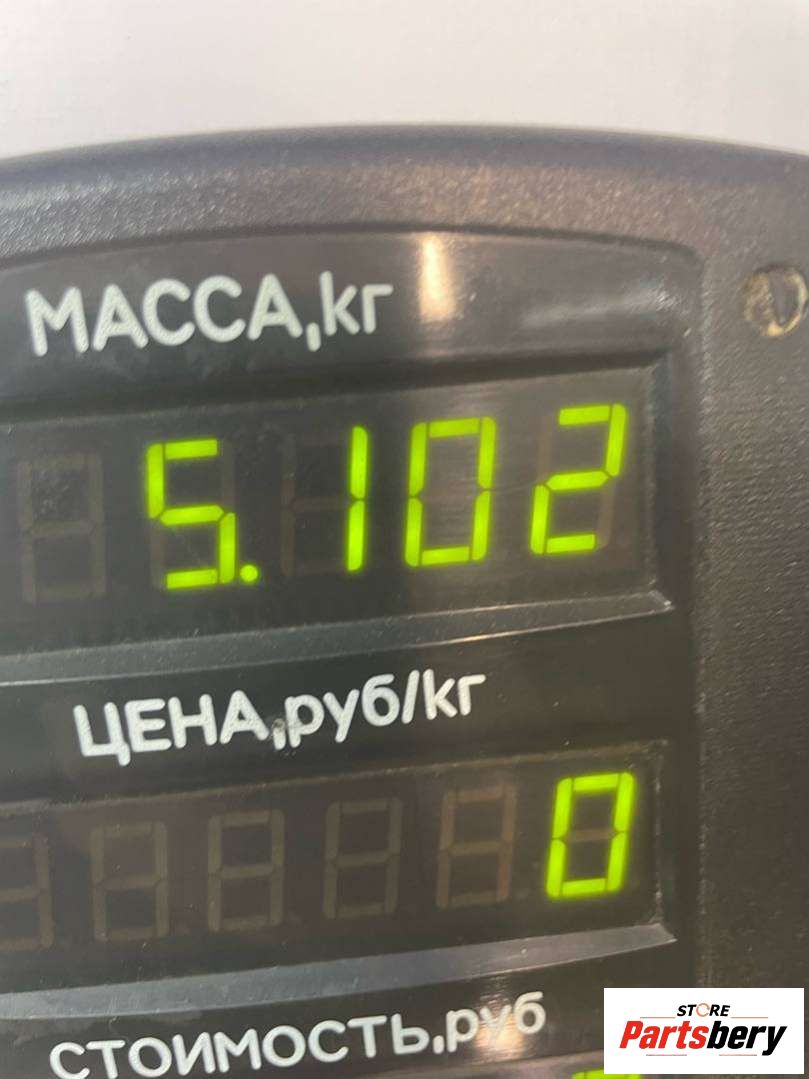 МАССА,кг
5.102
ЦЕНА,руб/кг
0
СТОИМОСТЬ,руб
STORE
Partsbery